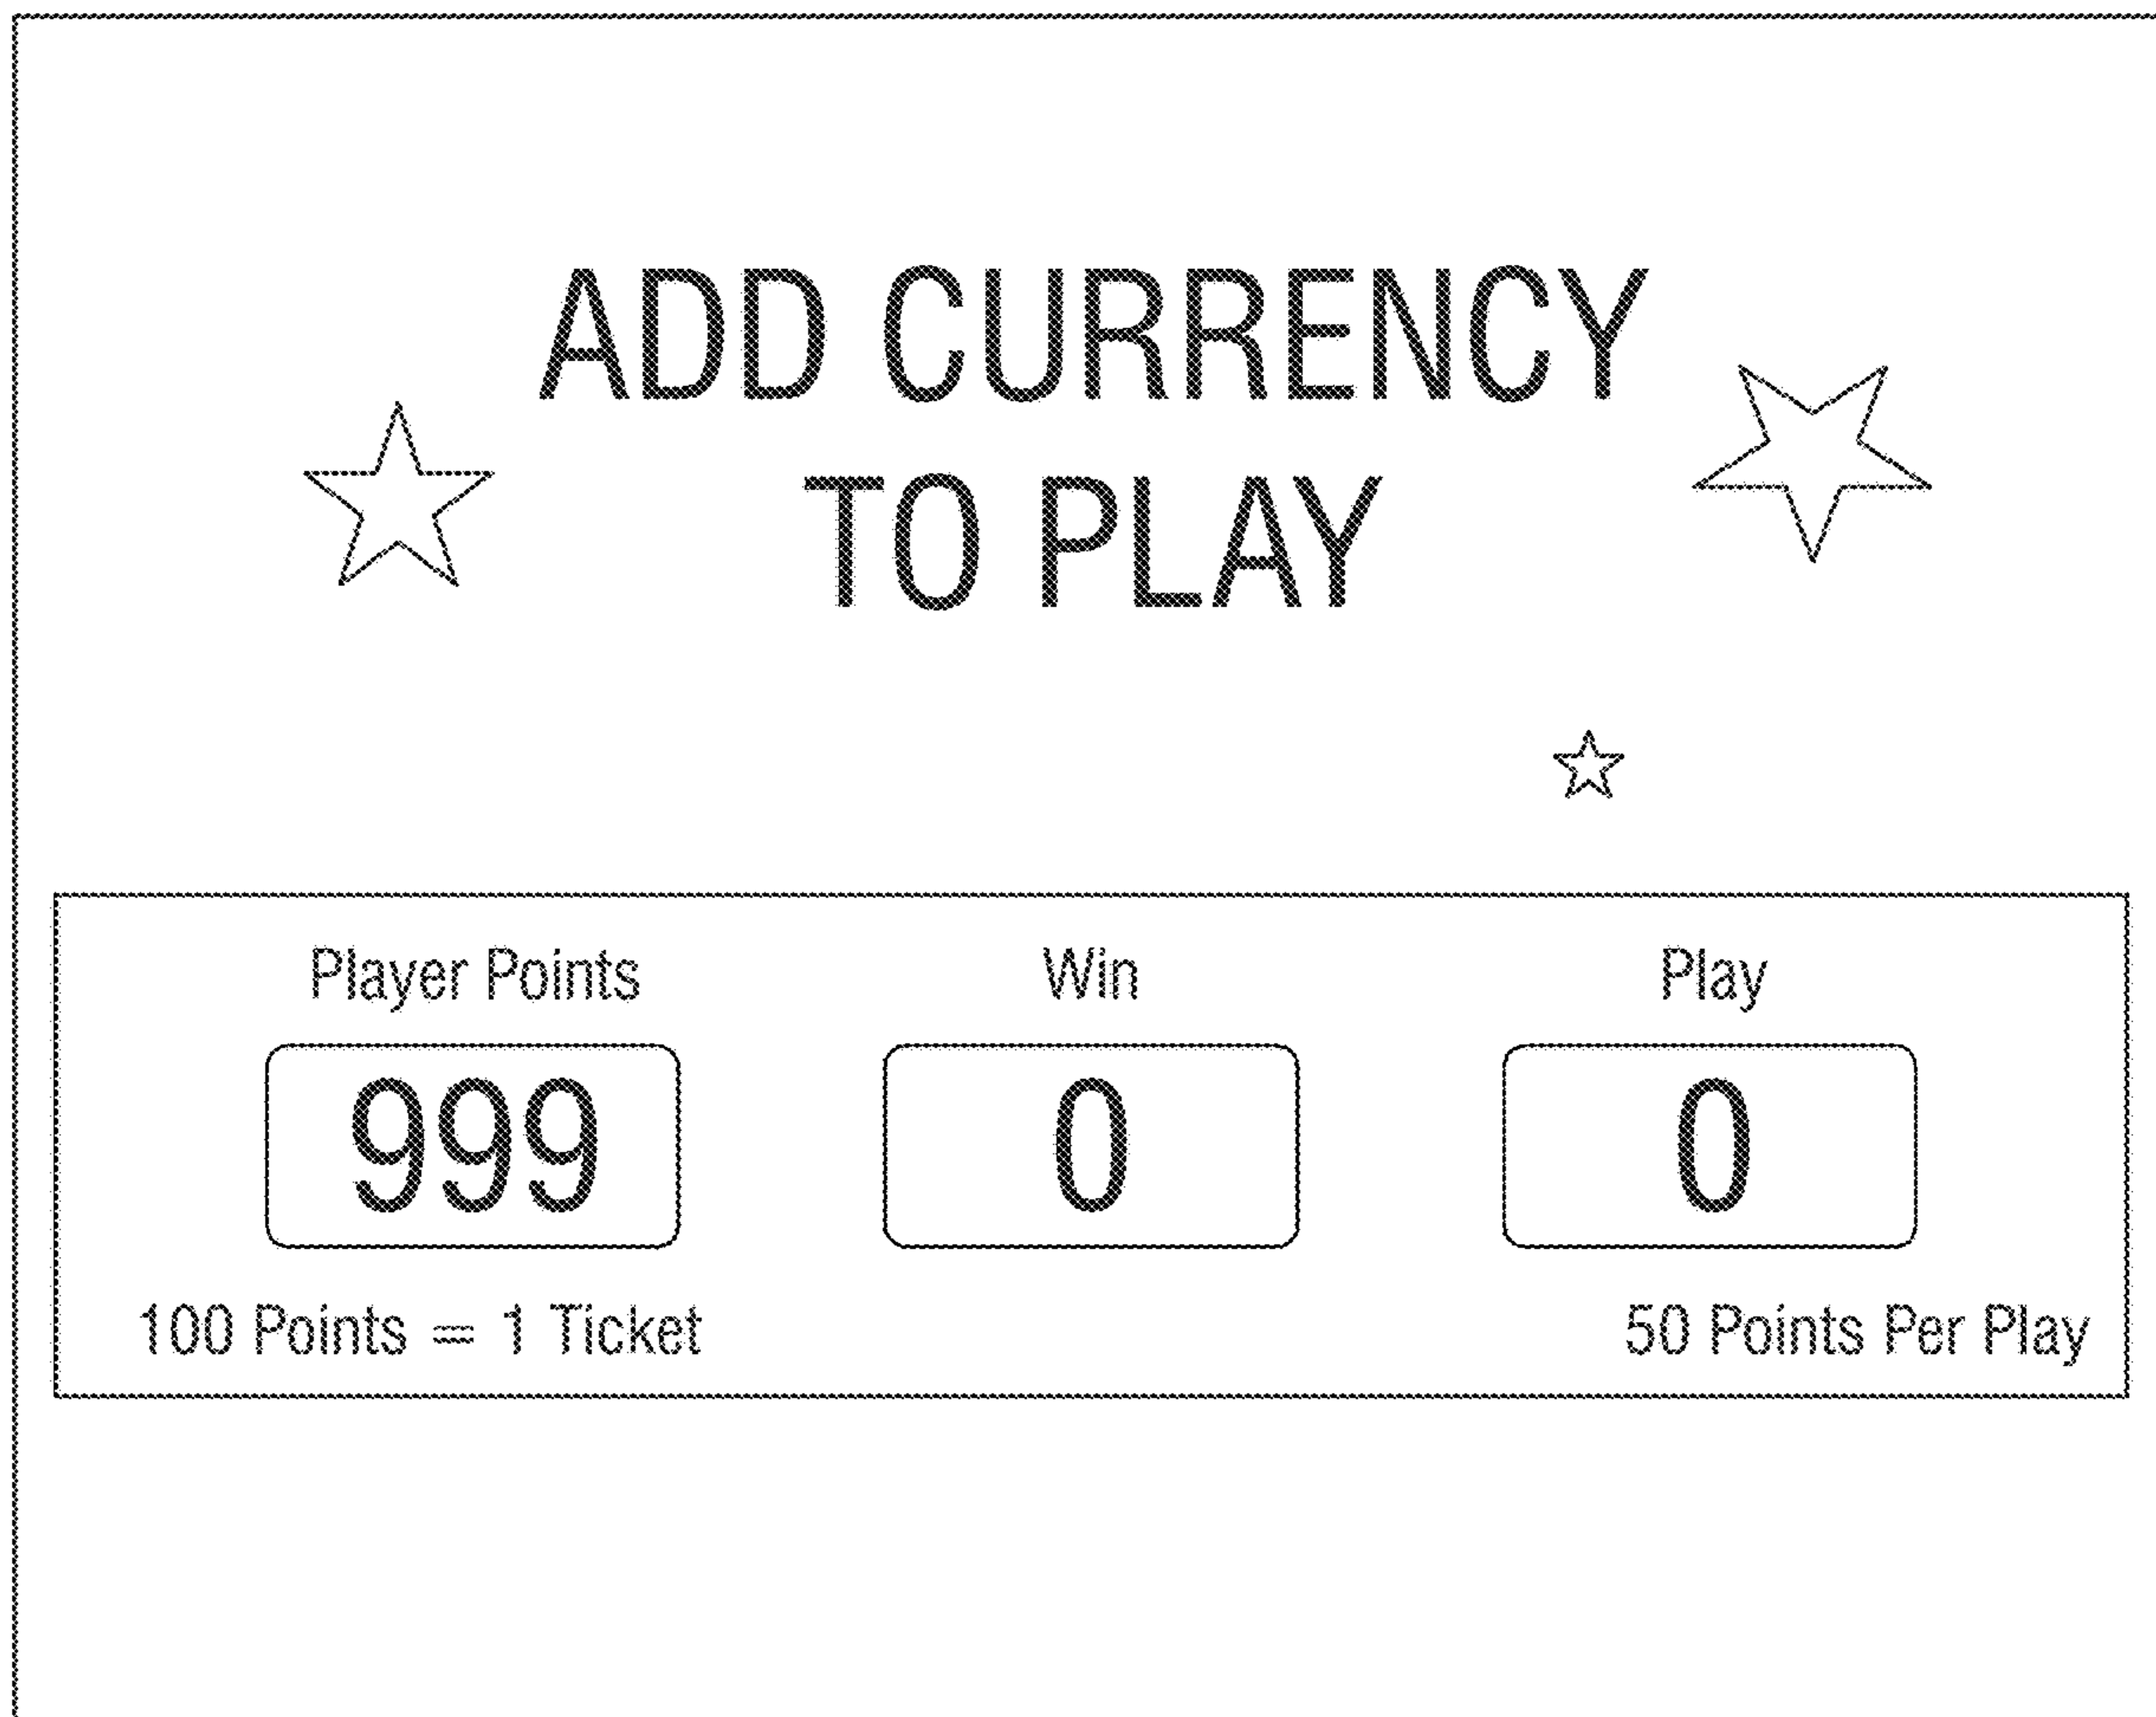 ADD CURRENCY
TO PLAY
Player Points Win Play
999 0 0
100 Points = 1 Ticket 50 Points Per Play